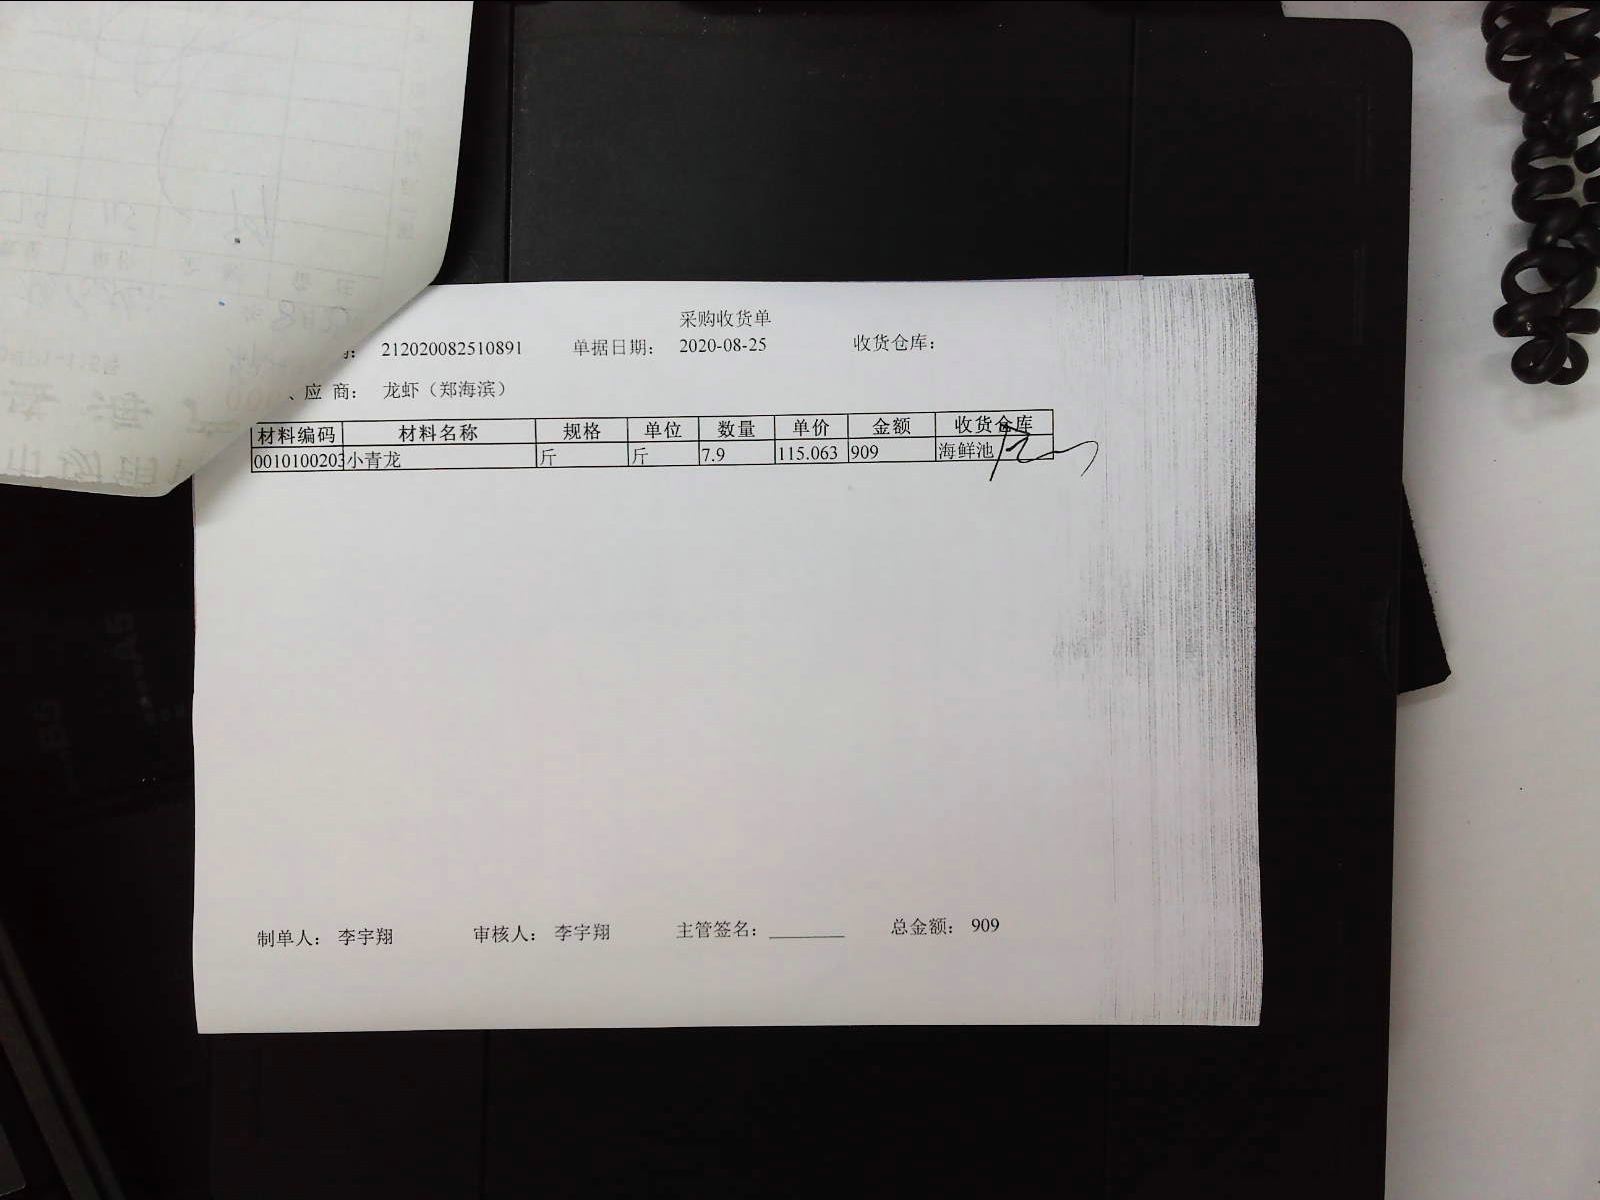 采购收货单
212020082510891 单据日期： 2020-08-25 收货仓库：
应 商： 龙虾（郑海滨）
材料编码 材料名称 规格 单位 数量 单价 金额 收货仓库
0010100203 小青龙 斤 斤 7.9 115.063 909 海鲜池
制单人： 李宇翔 审核人： 李宇翔 主管签名： 总金额： 909